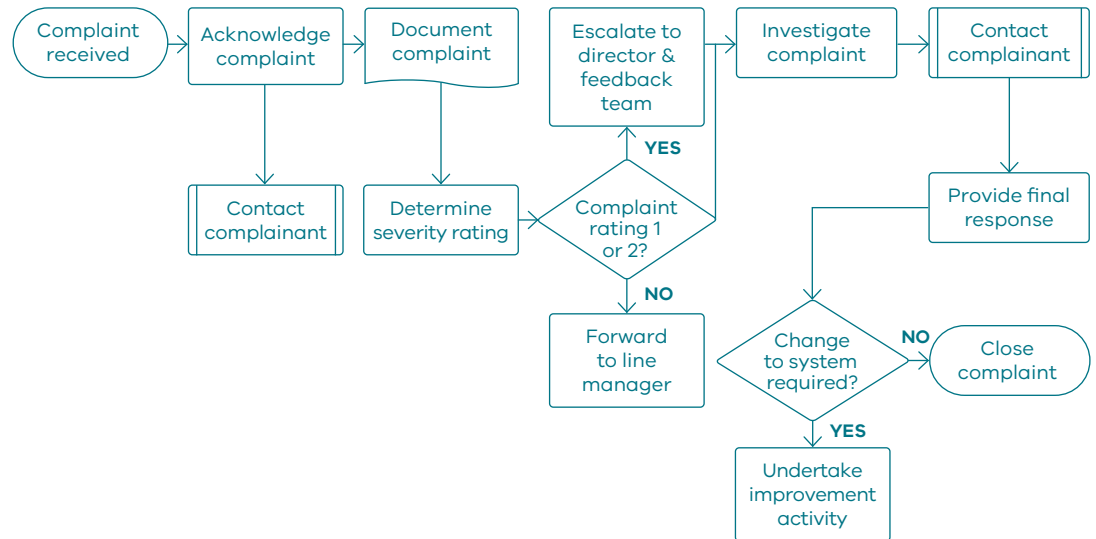 Complaint
received
Acknowledge
complaint
Document
complaint
Escalate to
director &
feedback
team
Investigate
complaint
Contact
complainant
YES
Contact
complainant
Determine
severity rating
Complaint
rating 1
or 2?
Provide final
response
NO
Forward
to line
manager
Change
to system
required?
NO
Close
complaint
YES
Undertake
improvement
activity